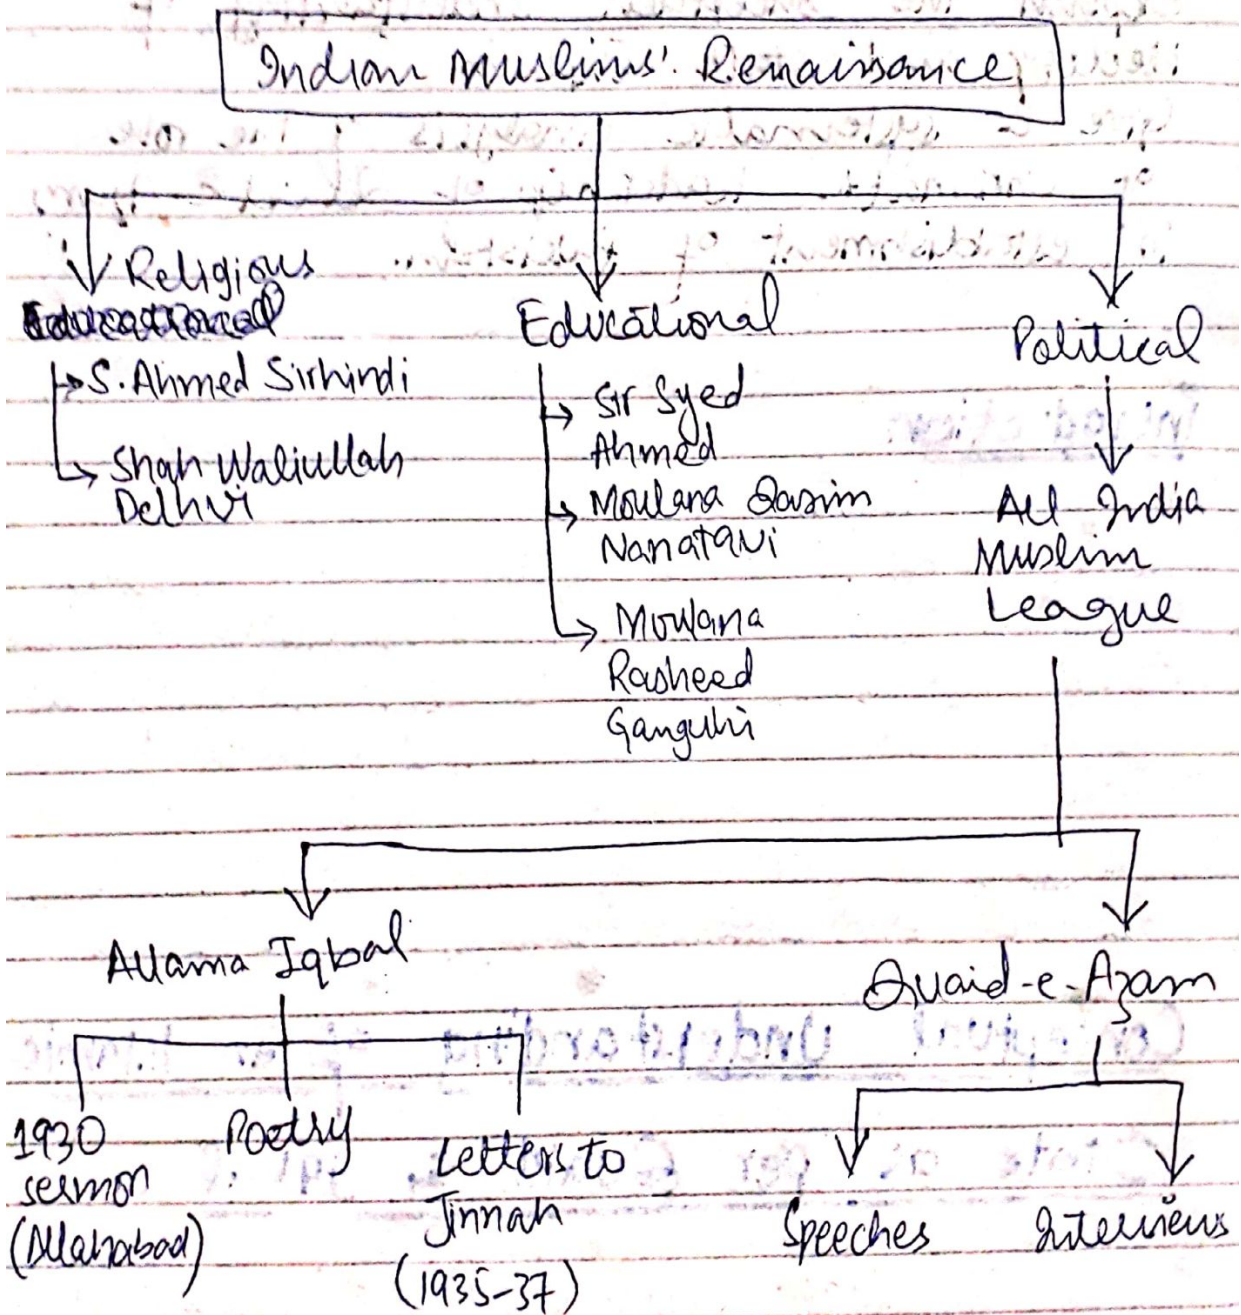 Indian Muslims' Renaissance
Religious
S. Ahmed Sirhindi
Shah Waliullah
Delhvi
Educational
Sir Syed
Ahmed
Moulana Qasim
Nanatavi
Moulana
Rasheed
Ganguhi
Political
All India
Muslim
League
Allama Iqbal
1930
sermon
(Allahabad)
Poetry
Letters to
Jinnah
(1935-37)
Quaid-e-Azam
Speeches
Interviews